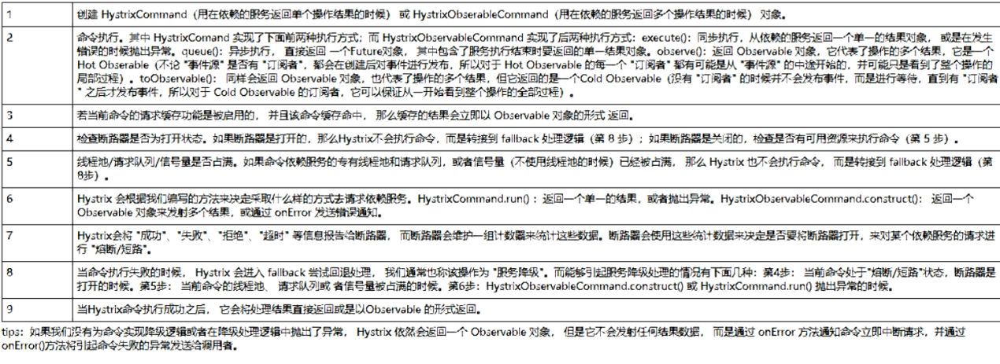 1 创建 HystrixCommand（用在依赖的服务返回单个操作结果的时候） 或 HystrixObserableCommand（用在依赖的服务返回多个操作结果的时候） 对象。
2 命令执行。其中 HystrixComand 实现了下面前两种执行方式；而 HystrixObservableCommand 实现了后两种执行方式：execute()：同步执行，从依赖的服务返回一个单一的结果对象， 或是在发生
错误的时候抛出异常。queue()：异步执行， 直接返回 一个Future对象， 其中包含了服务执行结束时要返回的单一结果对象。observe()：返回 Observable 对象，它代表了操作的多个结果，它是一个
Hot Obserable（不论 "事件源" 是否有 "订阅者"，都会在创建后对事件进行发布，所以对于 Hot Observable 的每一个 "订阅者" 都有可能是从 "事件源" 的中途开始的，并可能只是看到了整个操作的
局部过程）。toObservable()： 同样会返回 Observable 对象，也代表了操作的多个结果，但它返回的是一个Cold Observable（没有 "订阅者" 的时候并不会发布事件，而是进行等待，直到有 "订阅者
" 之后才发布事件，所以对于 Cold Observable 的订阅者，它可以保证从一开始看到整个操作的全部过程）。
3 若当前命令的请求缓存功能是被启用的， 并且该命令缓存命中， 那么缓存的结果会立即以 Observable 对象的形式 返回。
4 检查断路器是否为打开状态。如果断路器是打开的，那么Hystrix不会执行命令，而是转接到 fallback 处理逻辑（第 8 步）；如果断路器是关闭的，检查是否有可用资源来执行命令（第 5 步）。
5 线程池/请求队列/信号量是否占满。如果命令依赖服务的专有线程池和请求队列，或者信号量（不使用线程池的时候）已经被占满， 那么 Hystrix 也不会执行命令， 而是转接到 fallback 处理逻辑（第
8步）。
6 Hystrix 会根据我们编写的方法来决定采取什么样的方式去请求依赖服务。HystrixCommand.run() ：返回一个单一的结果，或者抛出异常。HystrixObservableCommand.construct()： 返回一个
Observable 对象来发射多个结果，或通过 onError 发送错误通知。
7 Hystrix会将 "成功"、"失败"、"拒绝"、"超时" 等信息报告给断路器， 而断路器会维护一组计数器来统计这些数据。断路器会使用这些统计数据来决定是否要将断路器打开，来对某个依赖服务的请求进
行 "熔断/短路"。
8 当命令执行失败的时候， Hystrix 会进入 fallback 尝试回退处理， 我们通常也称该操作为 "服务降级"。而能够引起服务降级处理的情况有下面几种：第4步： 当前命令处于"熔断/短路"状态，断路器是
打开的时候。第5步： 当前命令的线程池、 请求队列或 者信号量被占满的时候。第6步：HystrixObservableCommand.construct() 或 HystrixCommand.run() 抛出异常的时候。
9 当Hystrix命令执行成功之后， 它会将处理结果直接返回或是以Observable 的形式返回。
tips：如果我们没有为命令实现降级逻辑或者在降级处理逻辑中抛出了异常， Hystrix 依然会返回一个 Observable 对象， 但是它不会发射任何结果数据， 而是通过 onError 方法通知命令立即中断请求，并通过
onError()方法将引起命令失败的异常发送给调用者。